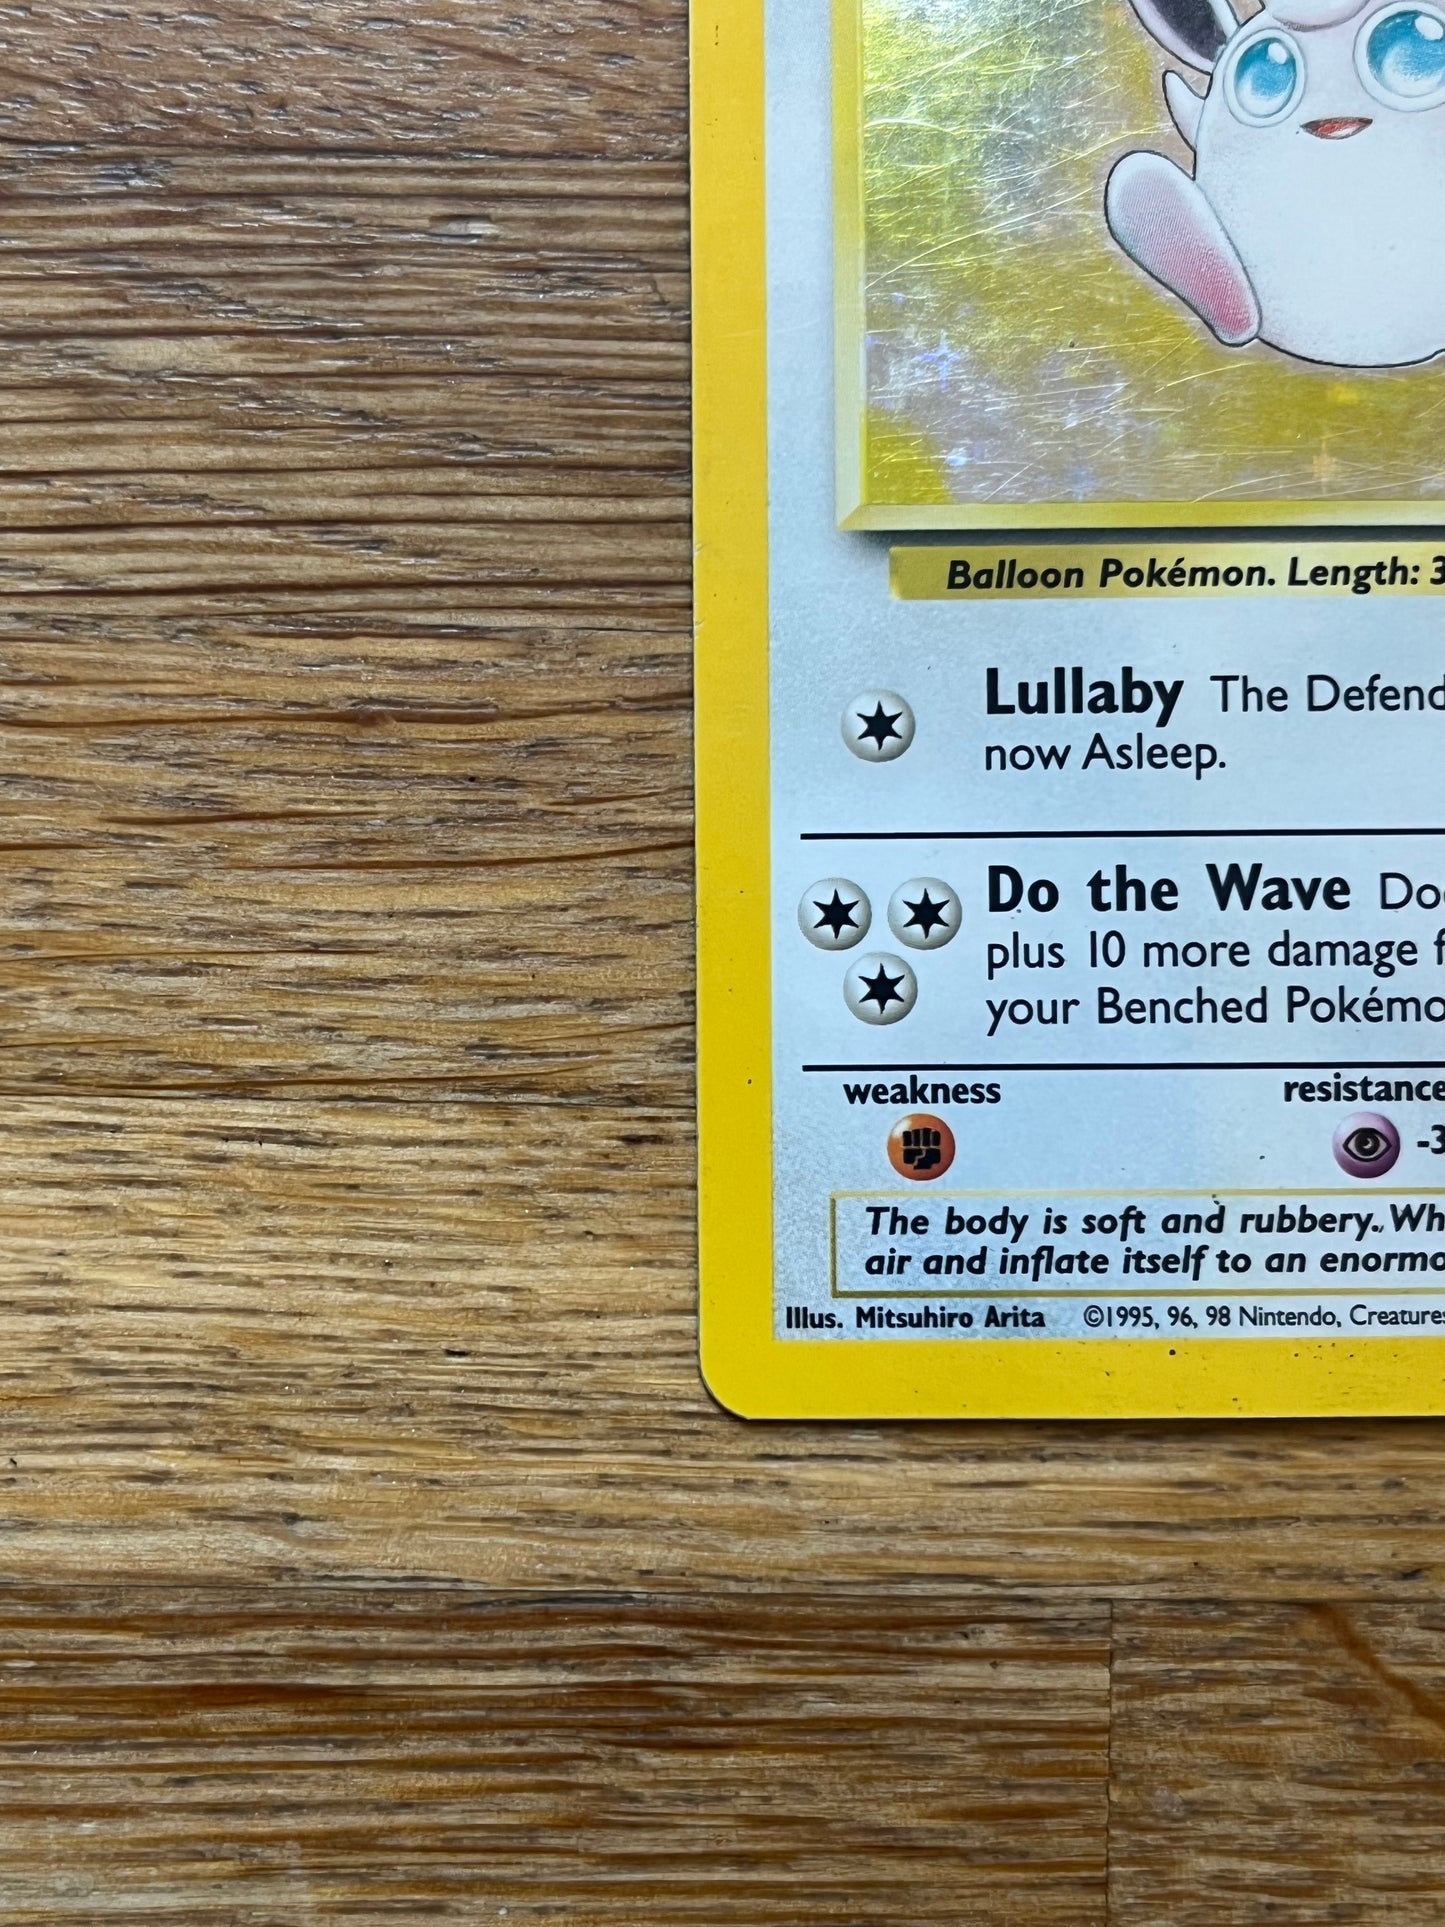 Balloon Pokémon. Length: 3
Lullaby The Defend
now Asleep.
Do the Wave Do
plus 10 more damage f
your Benched Pokémo
weakness resistance
-3
The body is soft and rubbery. Wh
air and inflate itself to an enormo
Illus. Mitsuhiro Arita ©1995, 96, 98 Nintendo, Creatures